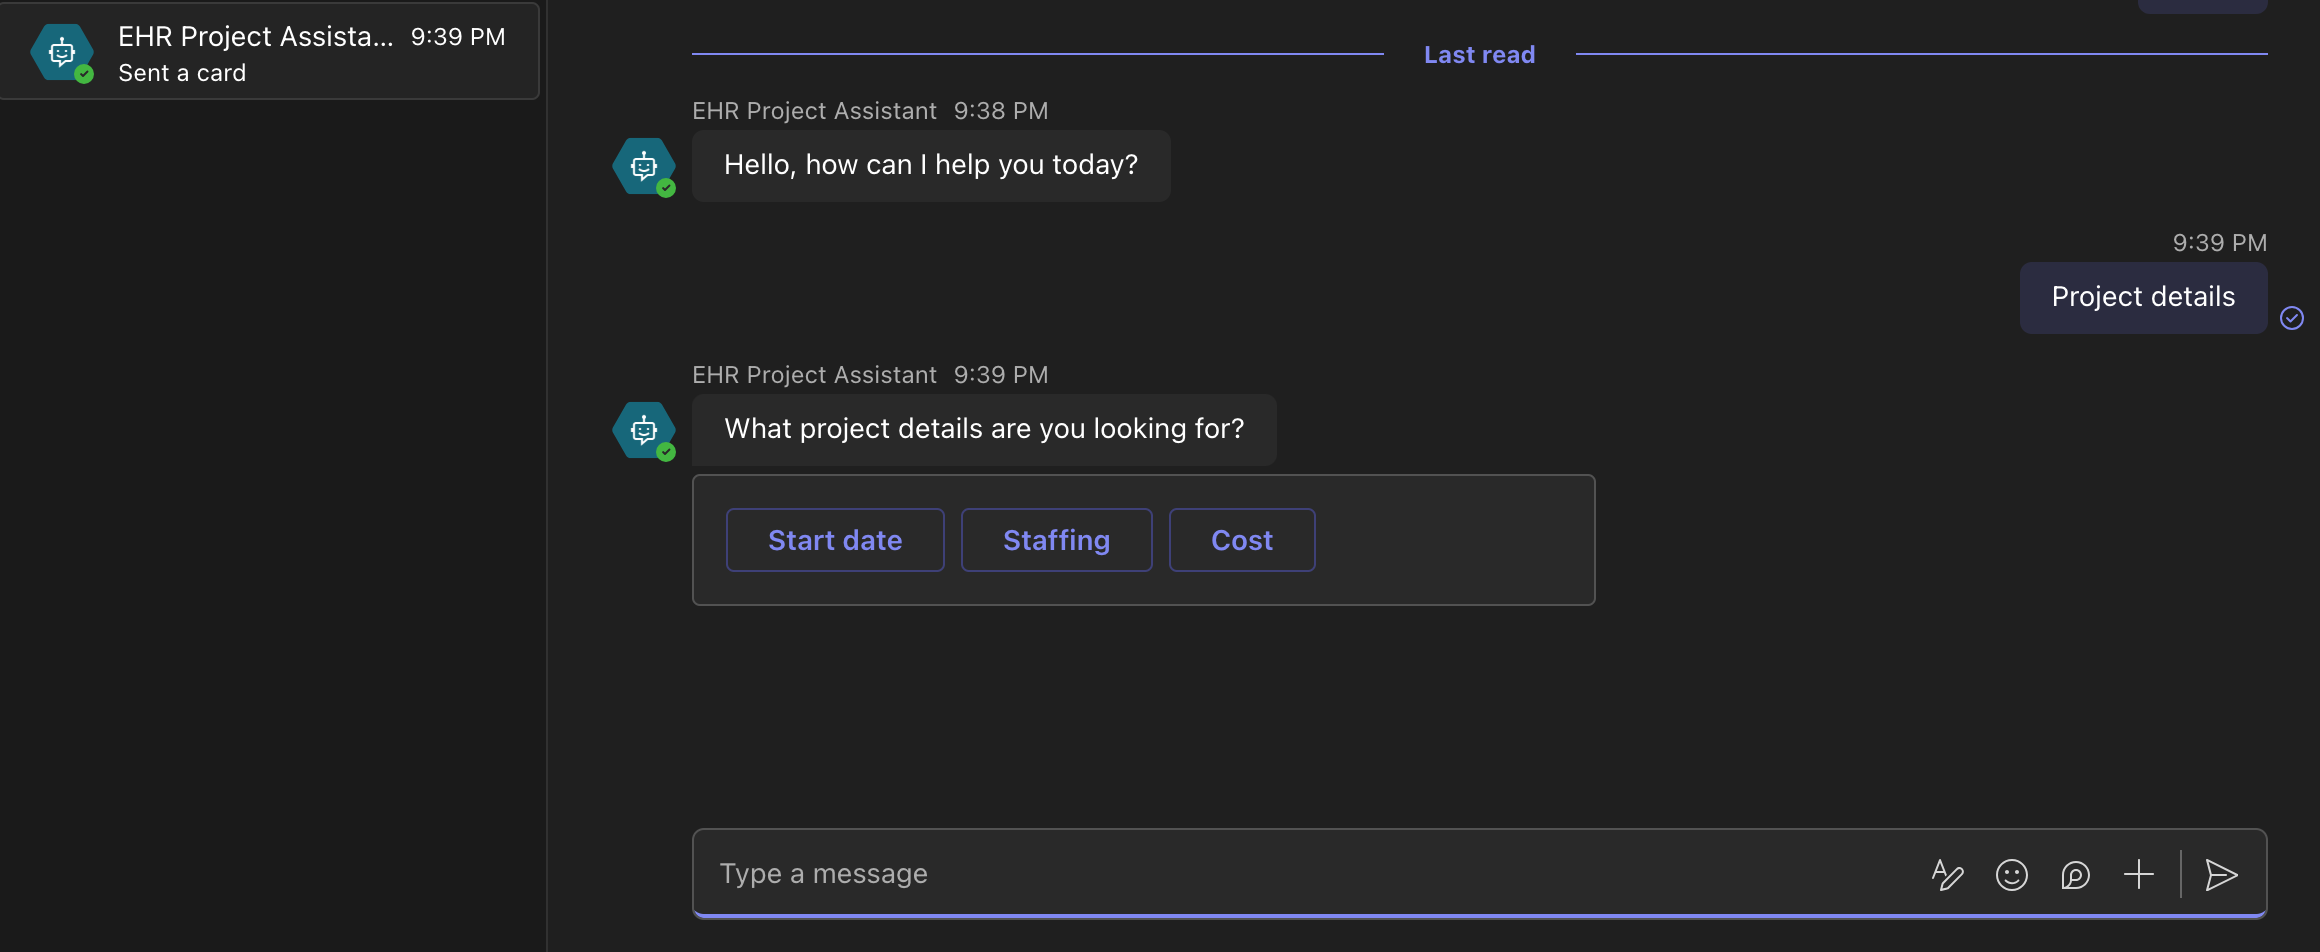 EHR Project Assista... 9:39 PM
Sent a card
Last read
EHR Project Assistant 9:38 PM
Hello, how can I help you today?
9:39 PM
Project details
EHR Project Assistant 9:39 PM
What project details are you looking for?
Start date Staffing Cost
Type a message